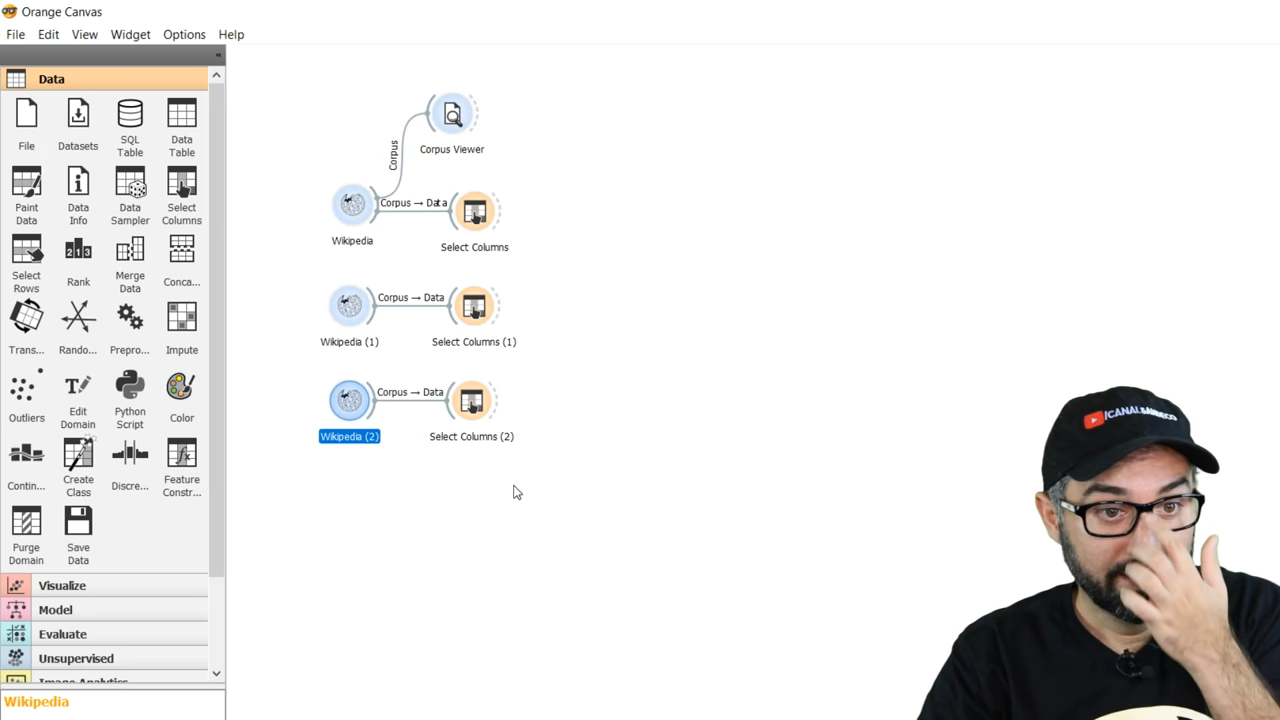 Orange Canvas
File Edit View Widget Options Help
Data
File Datasets SQL Table Data Table
Paint Data Data Info Data Sampler Select Columns
Select Rows Rank Merge Data Conca...
Trans... Rando... Prepro... Impute
Outliers Edit Domain Python Script Color
Contin... Create Class Discre... Feature Constr...
Purge Domain Save Data
Visualize
Model
Evaluate
Unsupervised
Image Analytics
Wikipedia
Corpus Viewer
Corpus
Corpus → Data
Wikipedia Select Columns
Corpus → Data
Wikipedia (1) Select Columns (1)
Corpus → Data
Wikipedia (2) Select Columns (2)
/CANALSANDECO